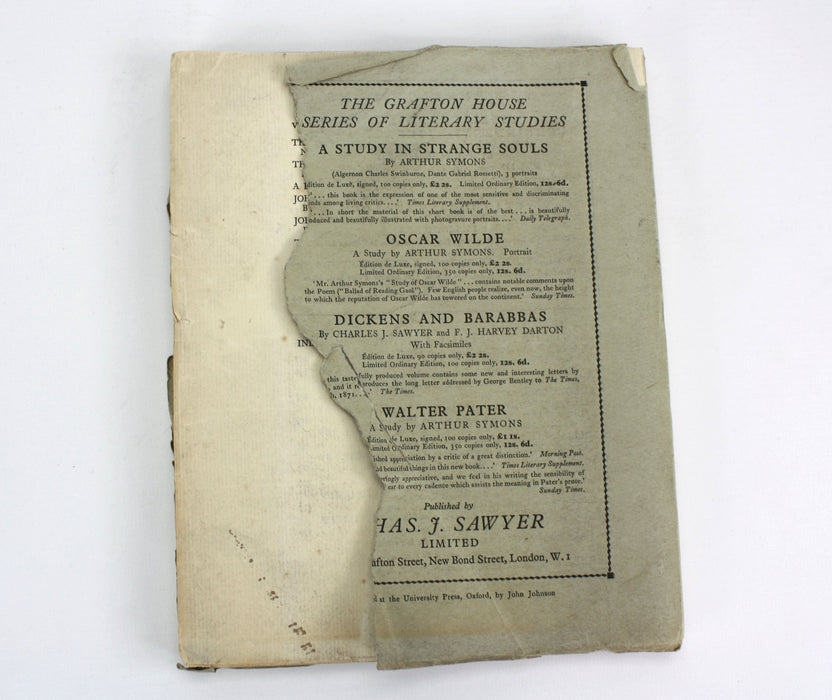 THE GRAFTON HOUSE
SERIES OF LITERARY STUDIES
A STUDY IN STRANGE SOULS
By ARTHUR SYMONS
(Algernon Charles Swinburne, Dante Gabriel Rossetti), 3 portraits
dition de Luxe, signed, 100 copies only, £2 2s. Limited Ordinary Edition, 12s. 6d.
'... this book is the expression of one of the most sensitive and discriminating
inds among living critics....' Times Literary Supplement.
'... In short the material of this short book is of the best ... is beautifully
oduced and beautifully illustrated with photogravure portraits....' Daily Telegraph.
OSCAR WILDE
A Study by ARTHUR SYMONS. Portrait
Édition de Luxe, signed, 100 copies only, £2 2s.
Limited Ordinary Edition, 350 copies only, 12s. 6d.
'Mr. Arthur Symons's "Study of Oscar Wilde" ... contains notable comments upon
the Poem ("Ballad of Reading Gaol"). Few English people realize, even now, the height
to which the reputation of Oscar Wilde has towered on the continent.' Sunday Times.
DICKENS AND BARABBAS
By CHARLES J. SAWYER and F. J. HARVEY DARTON
With Facsimiles
Édition de Luxe, 90 copies only, £2 2s.
Limited Ordinary Edition, 100 copies only, 12s. 6d.
this tastefully produced volume contains some new and interesting letters by
and it reproduces the long letter addressed by George Bentley to The Times,
h, 1871....' The Times.
WALTER PATER
A Study by ARTHUR SYMONS
Édition de Luxe, signed, 100 copies only, £1 1s.
imited Ordinary Edition, 350 copies only, 12s. 6d.
ished appreciation by a critic of a great distinction.' Morning Post.
nd beautiful things in this new book....' Times Literary Supplement.
eringly appreciative, and we feel in his writing the sensibility of
ear to every cadence which assists the meaning in Pater's prose.'
Sunday Times.
Published by
HAS. J. SAWYER
LIMITED
afton Street, New Bond Street, London, W. 1
d at the University Press, Oxford, by John Johnson